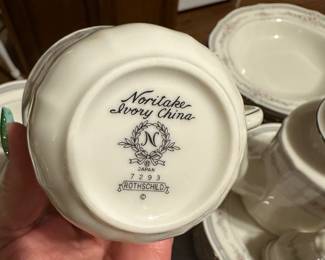 Noritake
Ivory China
N
JAPAN
7293
ROTHSCHILD
©